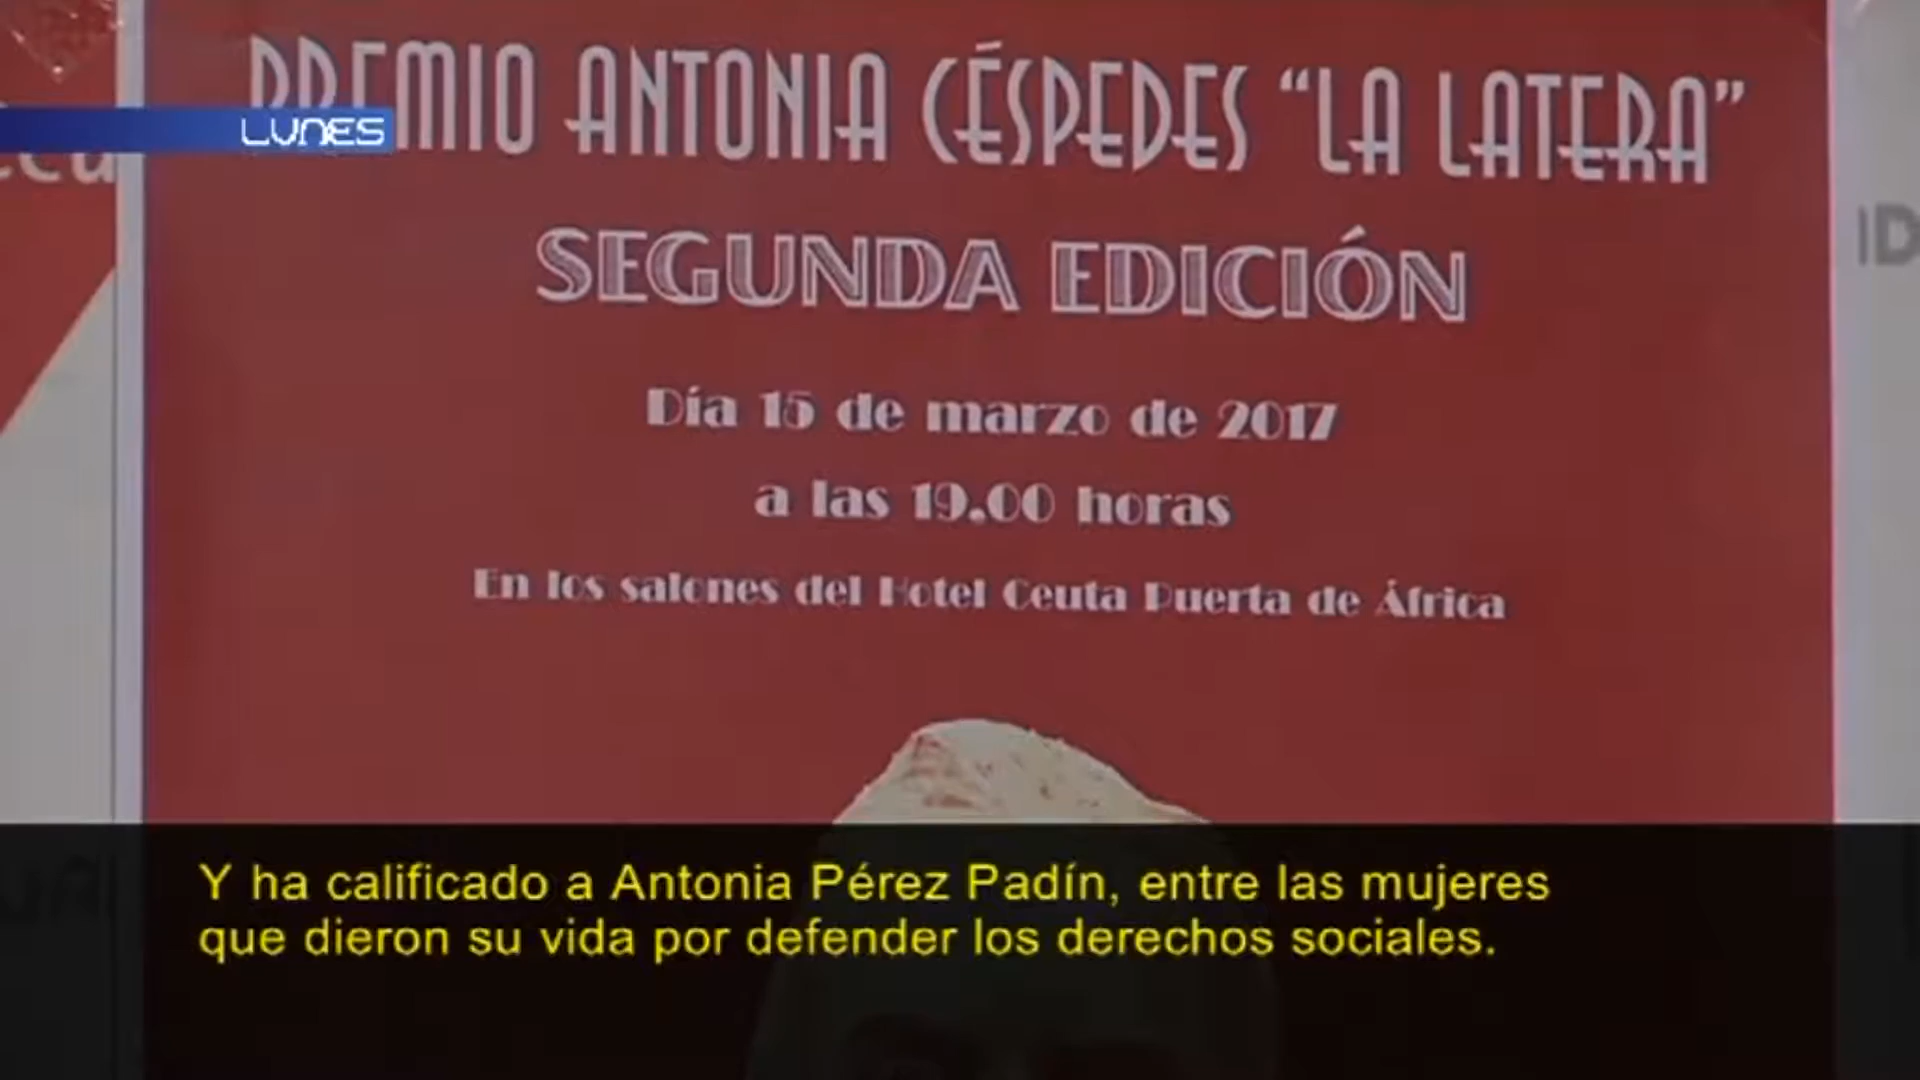 PREMIO ANTONIA CÉSPEDES “LA LATERA”
LUNES
SEGUNDA EDICIÓN
Día 15 de marzo de 2017
a las 19.00 horas
En los salones del Hotel Ceuta Puerta de África
Y ha calificado a Antonia Pérez Padín, entre las mujeres
que dieron su vida por defender los derechos sociales.